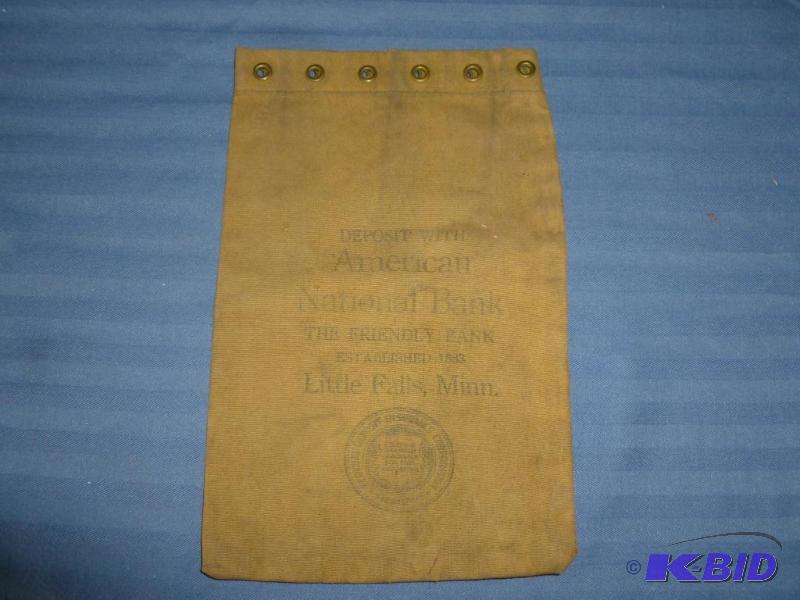 DEPOSIT WITH
American
National Bank
THE FRIENDLY BANK
ESTABLISHED 1883
Little Falls, Minn.
© K-BID